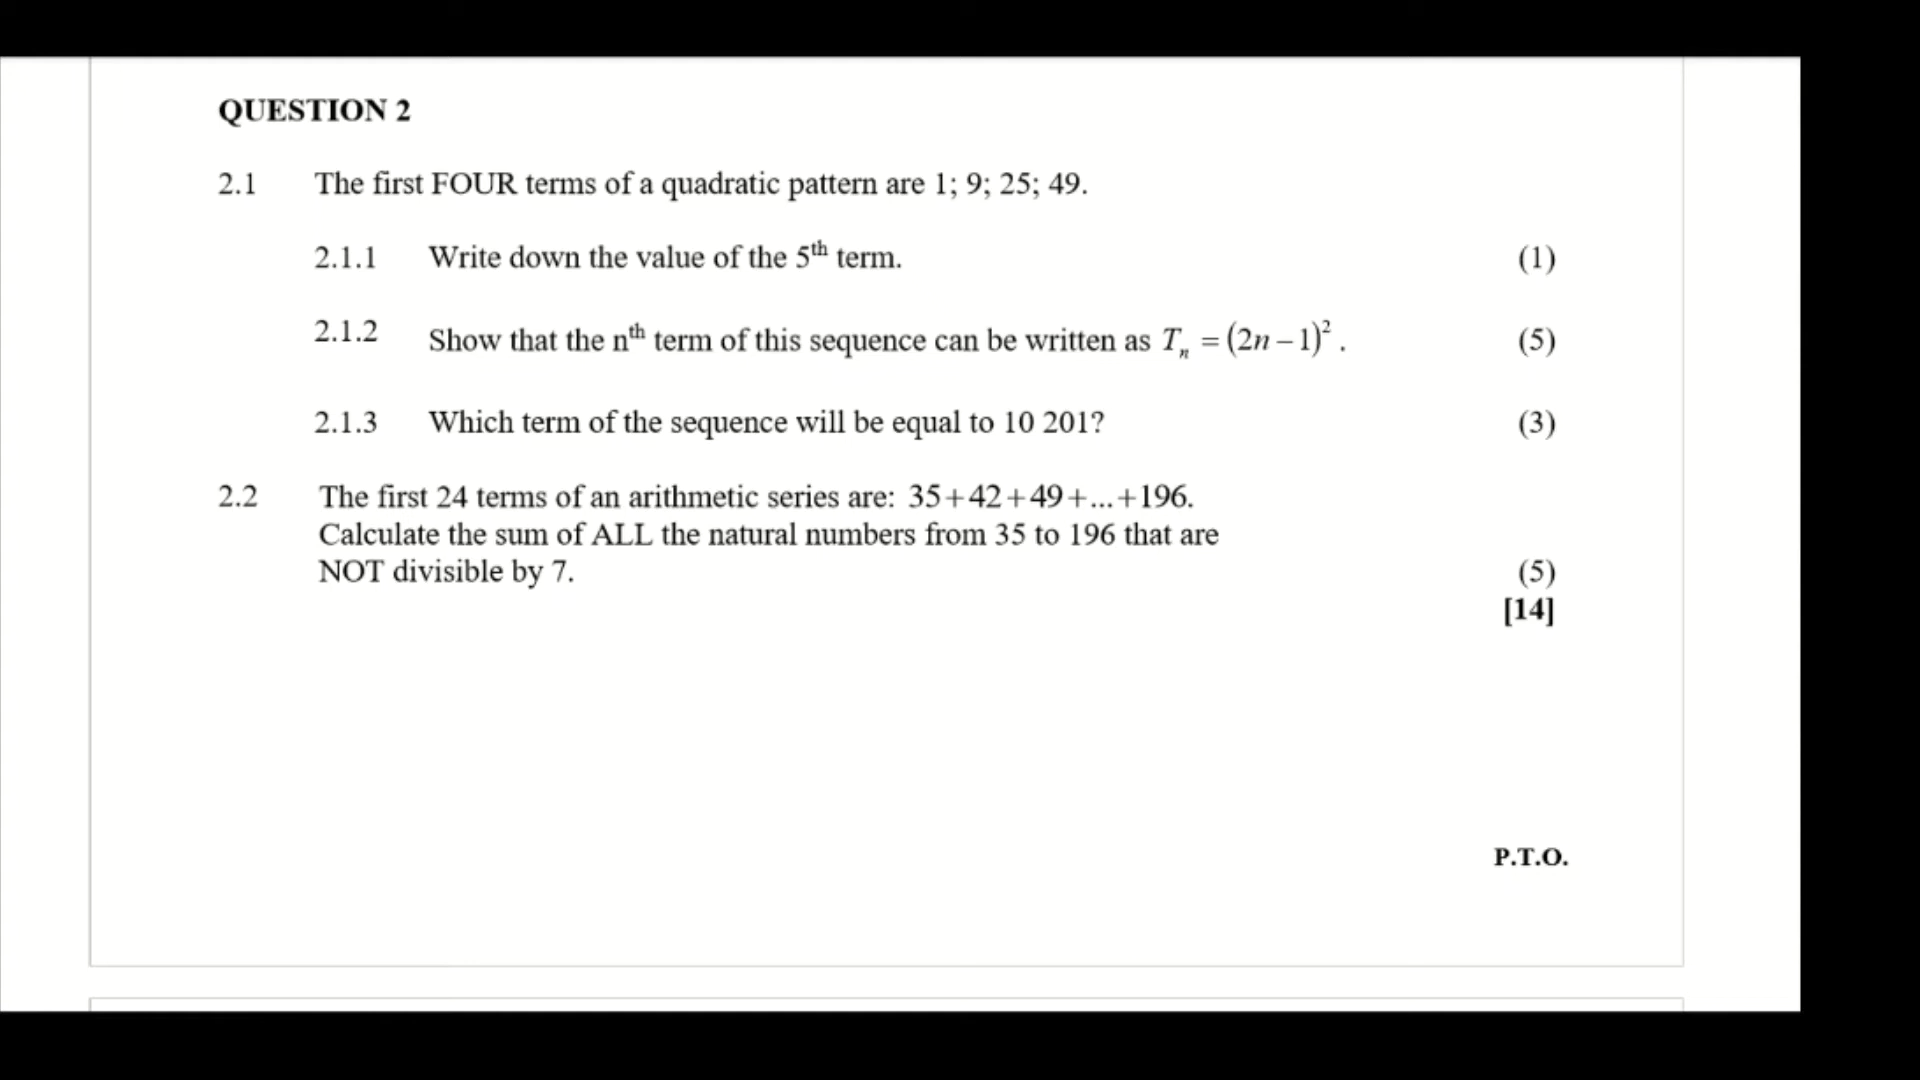 QUESTION 2
2.1 The first FOUR terms of a quadratic pattern are 1; 9; 25; 49.
2.1.1 Write down the value of the 5th term. (1)
2.1.2 Show that the nth term of this sequence can be written as Tₙ = (2n – 1)². (5)
2.1.3 Which term of the sequence will be equal to 10 201? (3)
2.2 The first 24 terms of an arithmetic series are: 35+42+49+...+196.
Calculate the sum of ALL the natural numbers from 35 to 196 that are
NOT divisible by 7. (5)
[14]
P.T.O.